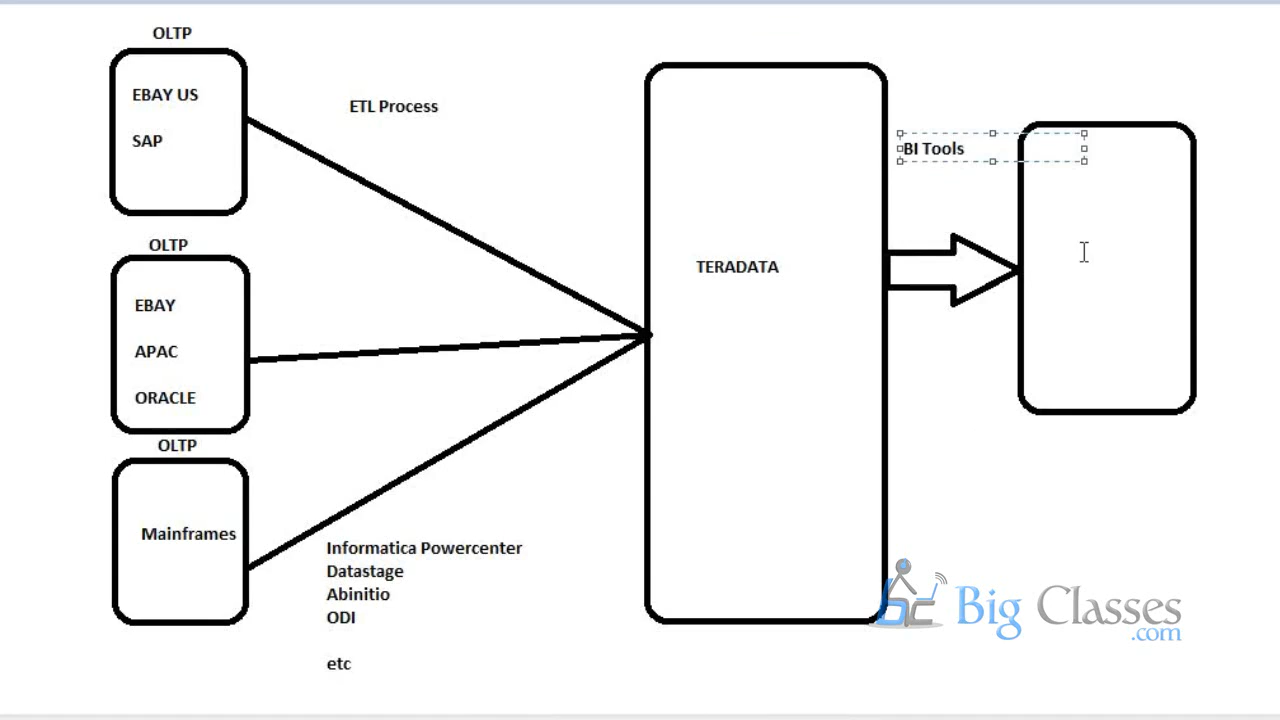 OLTP
EBAY US
SAP
ETL Process
OLTP
EBAY
APAC
ORACLE
OLTP
Mainframes
Informatica Powercenter
Datastage
Abinitio
ODI
etc
TERADATA
BI Tools
Big Classes
.com